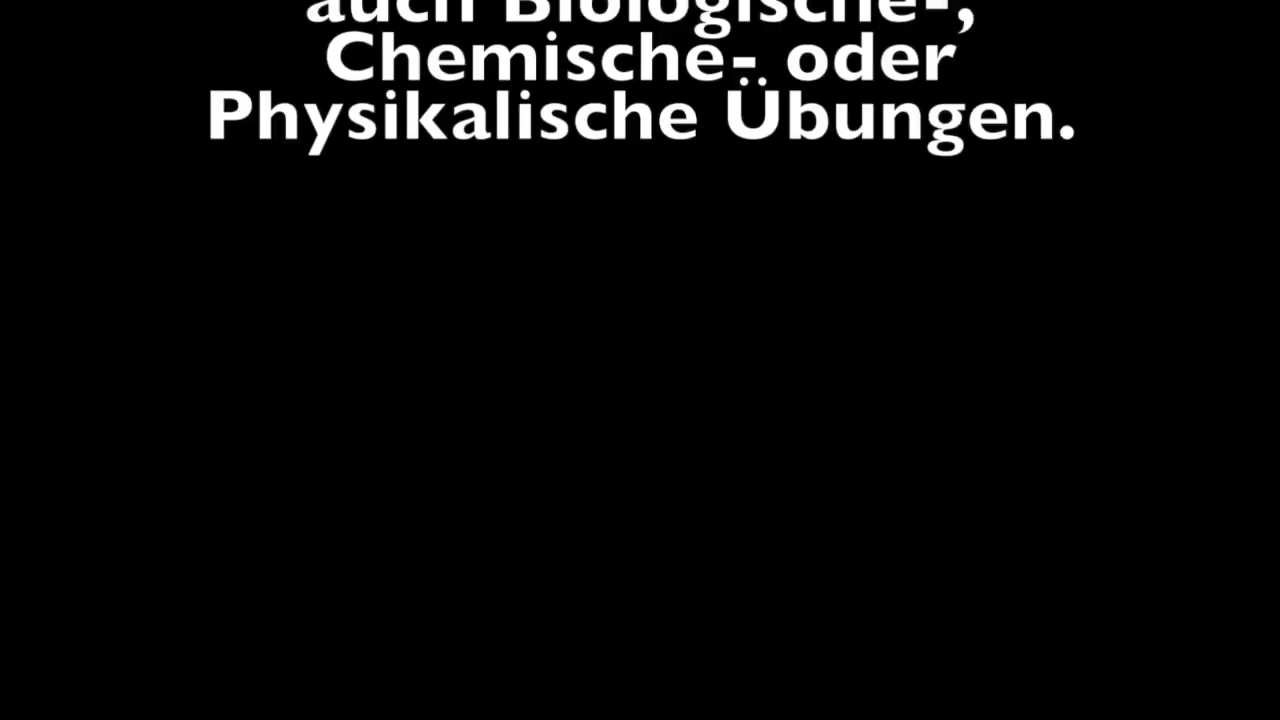 auch Biologische-,
Chemische- oder
Physikalische Übungen.